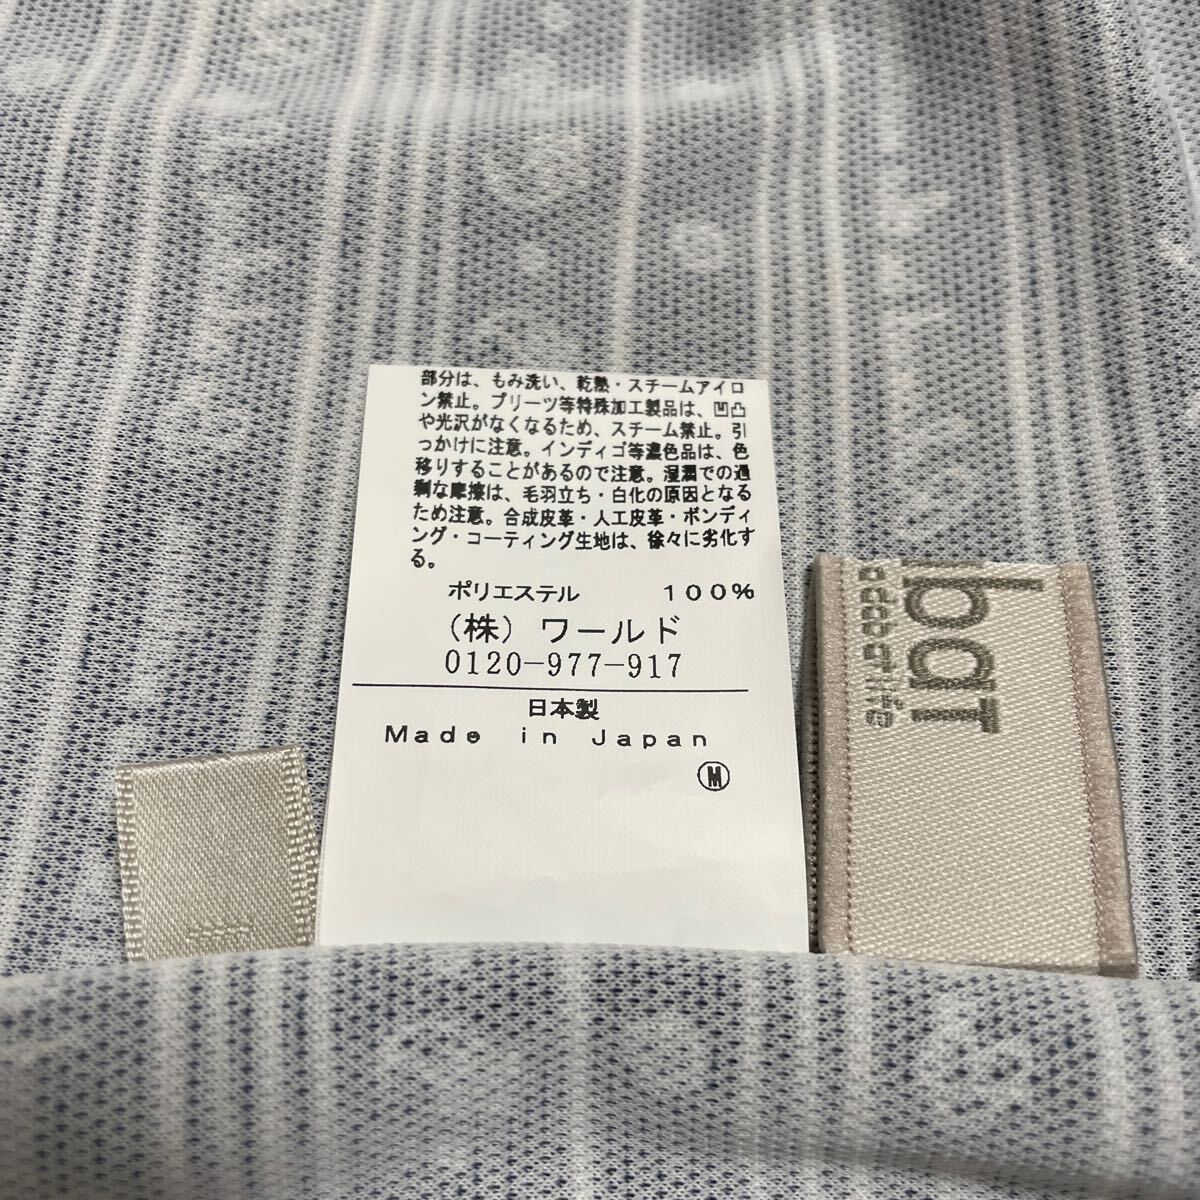 部分は、もみ洗い、乾熱・スチームアイロ
ン禁止。プリーツ等特殊加工製品は、凹凸
や光沢がなくなるため、スチーム禁止。引
っかけに注意。インディゴ等濃色品は、色
移りすることがあるので注意。湿潤での過
剰な摩擦は、毛羽立ち・白化の原因となる
ため注意。合成皮革・人工皮革・ボンディ
ング・コーティング生地は、徐々に劣化す
る。
ポリエステル 100%
(株) ワールド
0120-977-917
日本製
Made in Japan
M
bar
adabatlife